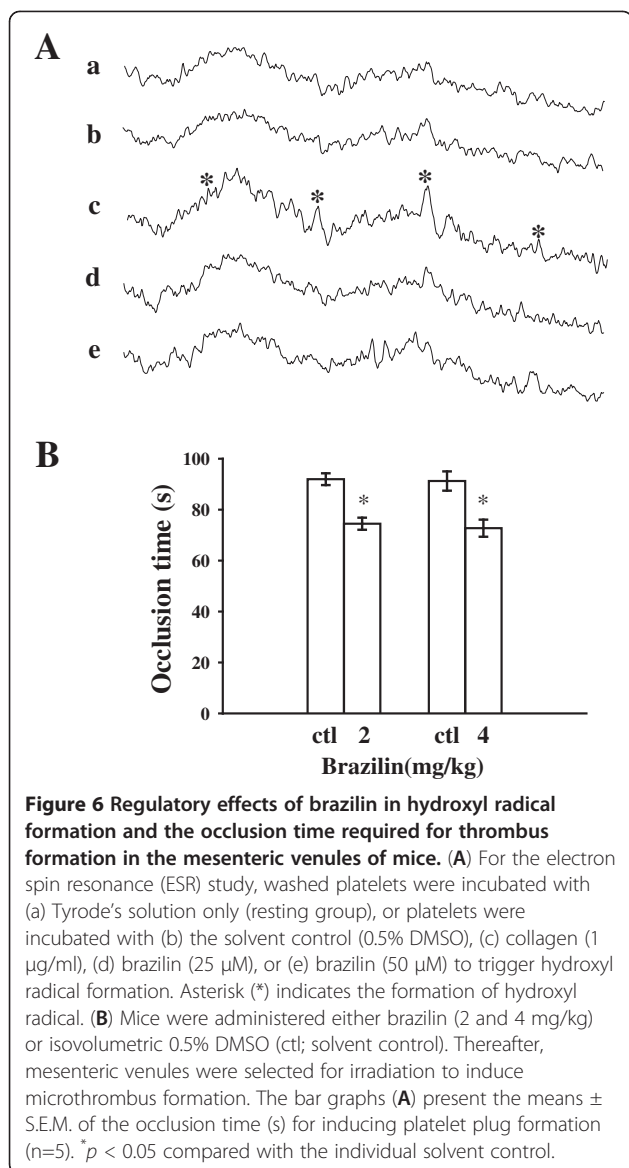 A
a
b
c
d
e
* * * *
B
Occlusion time (s)
100
80
60
40
20
0
* *
ctl 2 ctl 4
Brazilin(mg/kg)
Figure 6 Regulatory effects of brazilin in hydroxyl radical
formation and the occlusion time required for thrombus
formation in the mesenteric venules of mice. (A) For the electron
spin resonance (ESR) study, washed platelets were incubated with
(a) Tyrode's solution only (resting group), or platelets were
incubated with (b) the solvent control (0.5% DMSO), (c) collagen (1
μg/ml), (d) brazilin (25 μM), or (e) brazilin (50 μM) to trigger hydroxyl
radical formation. Asterisk (*) indicates the formation of hydroxyl
radical. (B) Mice were administered either brazilin (2 and 4 mg/kg)
or isovolumetric 0.5% DMSO (ctl; solvent control). Thereafter,
mesenteric venules were selected for irradiation to induce
microthrombus formation. The bar graphs (A) present the means ±
S.E.M. of the occlusion time (s) for inducing platelet plug formation
(n=5). *p < 0.05 compared with the individual solvent control.